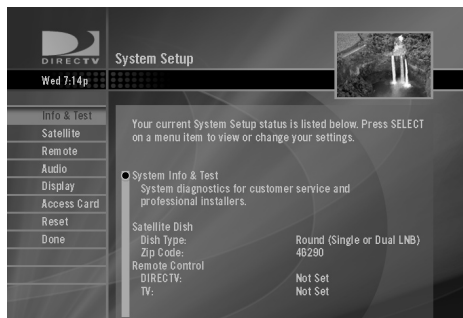 DIRECTV
System Setup
Wed 7:14p
Info & Test
Satellite
Remote
Audio
Display
Access Card
Reset
Done
Your current System Setup status is listed below. Press SELECT
on a menu item to view or change your settings.
System Info & Test
System diagnostics for customer service and
professional installers.
Satellite Dish
Dish Type: Round (Single or Dual LNB)
Zip Code: 46290
Remote Control
DIRECTV: Not Set
TV: Not Set